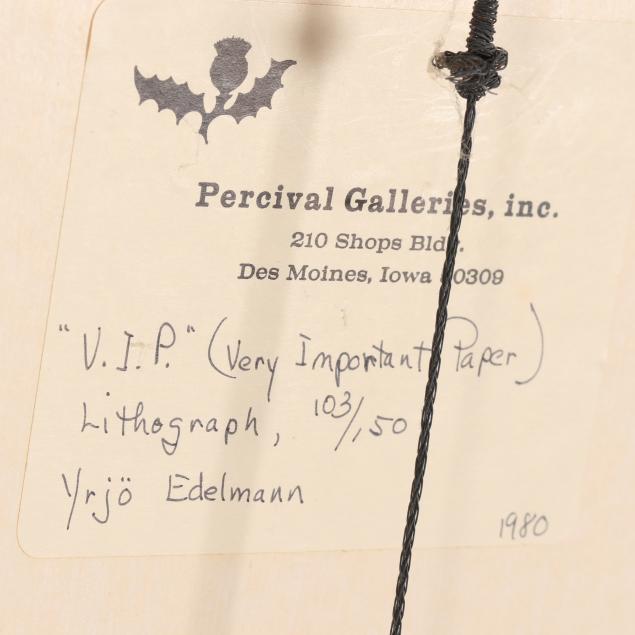 Percival Galleries, inc.
210 Shops Bldg.
Des Moines, Iowa 50309
"V.I.P." (Very Important Paper)
Lithograph, 103/150
Yrjö Edelmann
1980